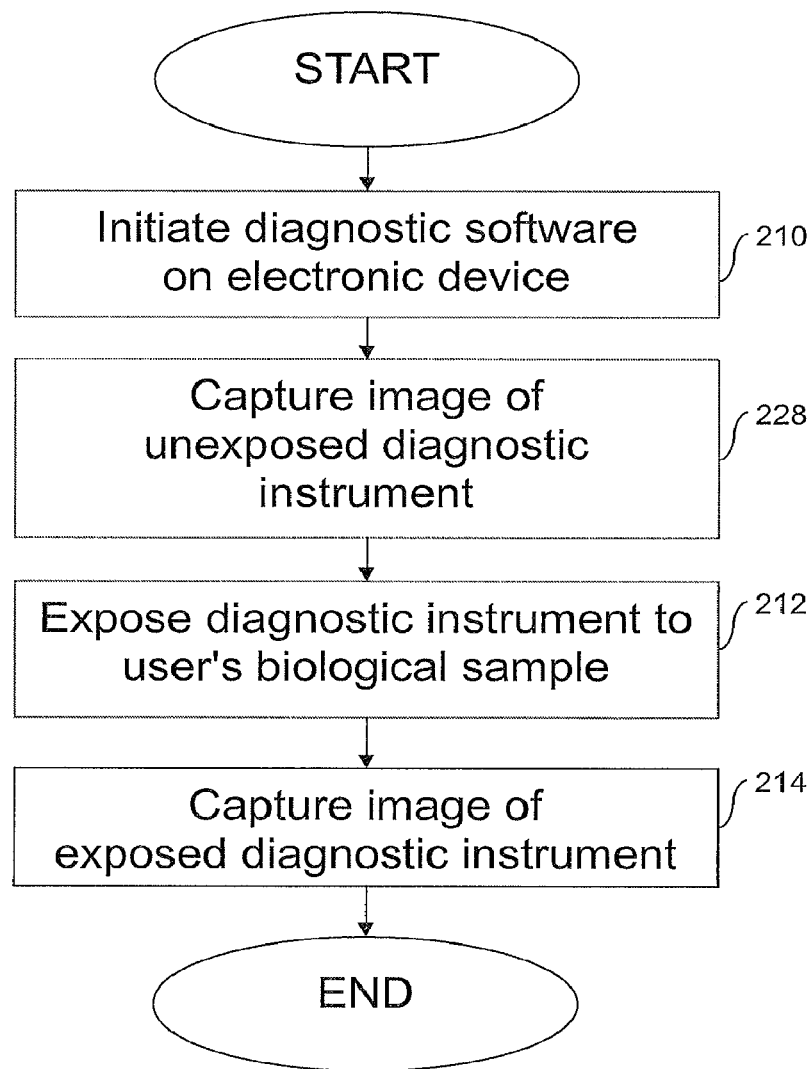 START
Initiate diagnostic software
on electronic device
210
Capture image of
unexposed diagnostic
instrument
228
Expose diagnostic instrument to
user's biological sample
212
Capture image of
exposed diagnostic instrument
214
END